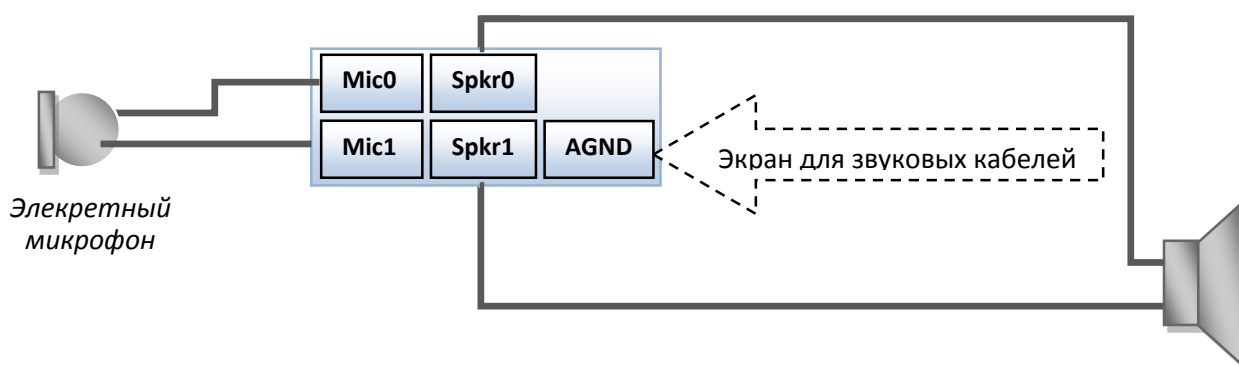 Mic0 Spkr0
Mic1 Spkr1 AGND
Экран для звуковых кабелей
Элекретный
микрофон